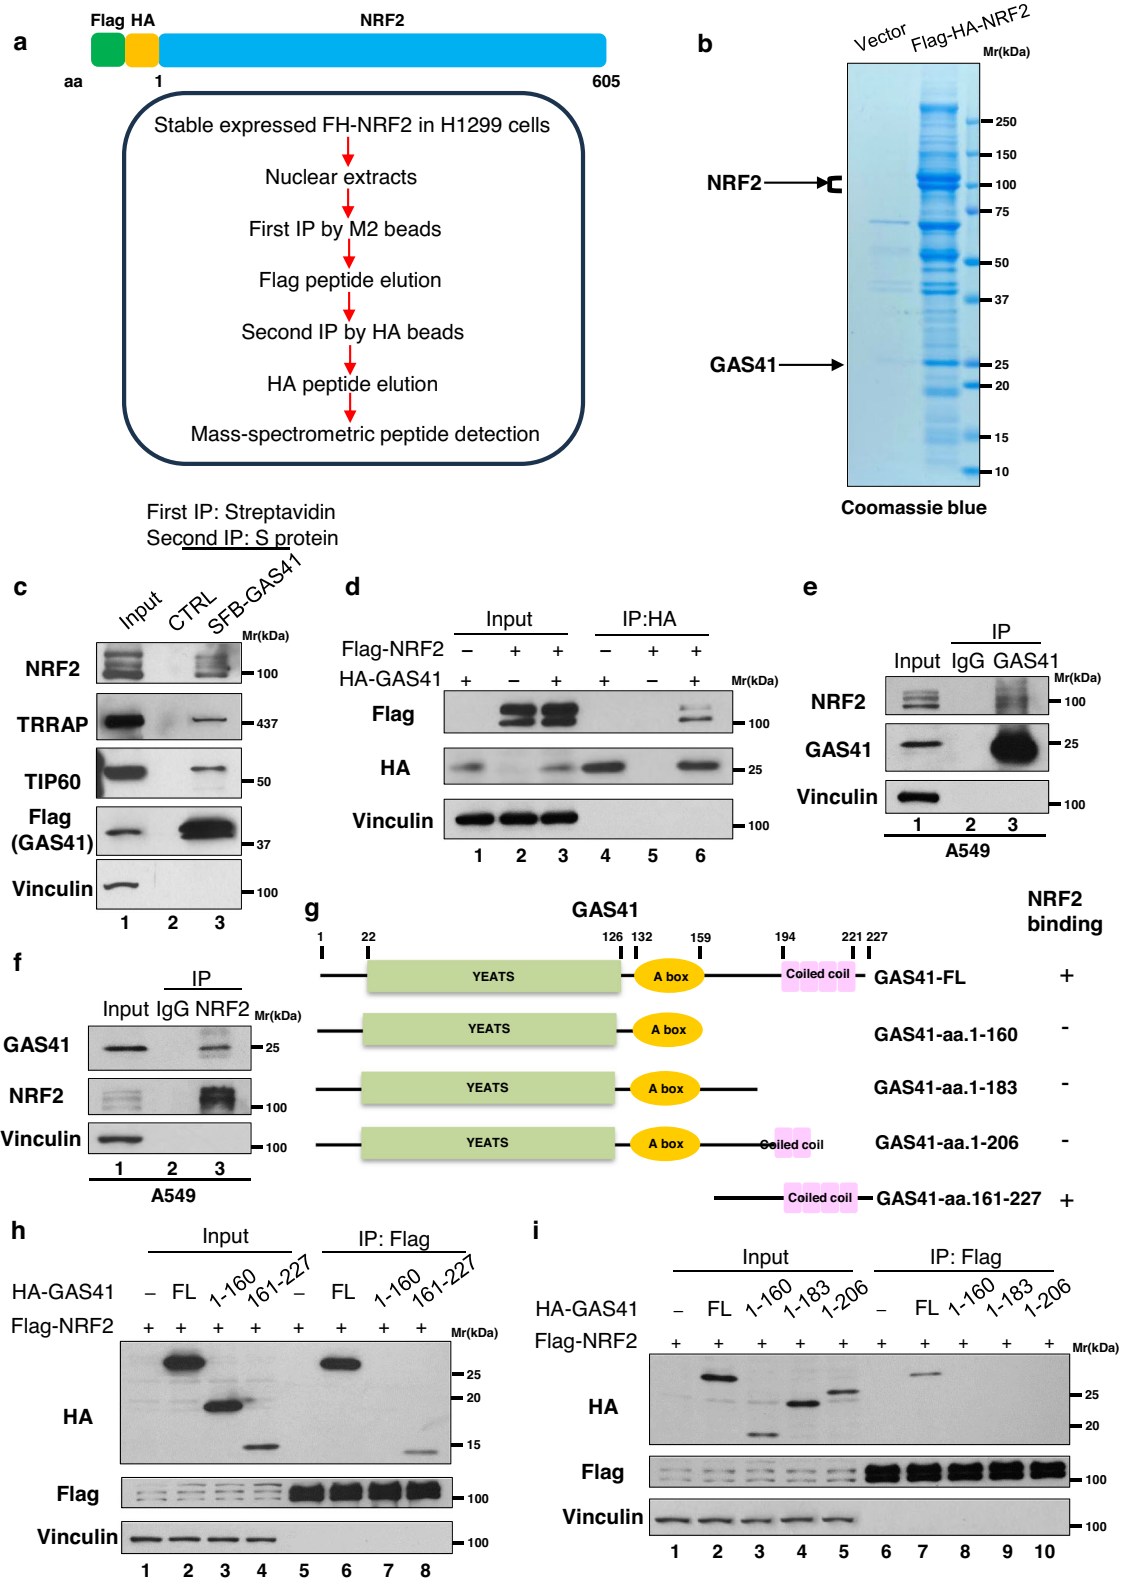 a
Flag HA NRF2
aa 1 605
Stable expressed FH-NRF2 in H1299 cells
Nuclear extracts
First IP by M2 beads
Flag peptide elution
Second IP by HA beads
HA peptide elution
Mass-spectrometric peptide detection
b
Vector Flag-HA-NRF2
Mr(kDa)
250
150
NRF2 100
75
50
37
GAS41 25
20
15
10
Coomassie blue
First IP: Streptavidin
Second IP: S protein
c
Input CTRL SFB-GAS41
Mr(kDa)
NRF2 100
TRRAP 437
TIP60 50
Flag
(GAS41) 37
Vinculin 100
1 2 3
d
Input IP:HA
Flag-NRF2 – + + – + +
HA-GAS41 + – + + – + Mr(kDa)
Flag 100
HA 25
Vinculin 100
1 2 3 4 5 6
e
IP
Input IgG GAS41
Mr(kDa)
NRF2 100
GAS41 25
Vinculin 100
1 2 3
A549
f
IP
Input IgG NRF2
Mr(kDa)
GAS41 25
NRF2 100
Vinculin 100
1 2 3
A549
g
GAS41
NRF2
binding
1 22 126 132 159 194 221 227
YEATS A box Coiled coil GAS41-FL +
YEATS A box GAS41-aa.1-160 -
YEATS A box GAS41-aa.1-183 -
YEATS A box Coiled coil GAS41-aa.1-206 -
Coiled coil GAS41-aa.161-227 +
h
Input IP: Flag
HA-GAS41 – FL 1-160 161-227 – FL 1-160 161-227
Flag-NRF2 + + + + + + + +
Mr(kDa)
25
20
HA
15
Flag 100
Vinculin 100
1 2 3 4 5 6 7 8
i
Input IP: Flag
HA-GAS41 – FL 1-160 1-183 1-206 – FL 1-160 1-183 1-206
Flag-NRF2 + + + + + + + + + + Mr(kDa)
HA 25
20
Flag 100
Vinculin 100
1 2 3 4 5 6 7 8 9 10